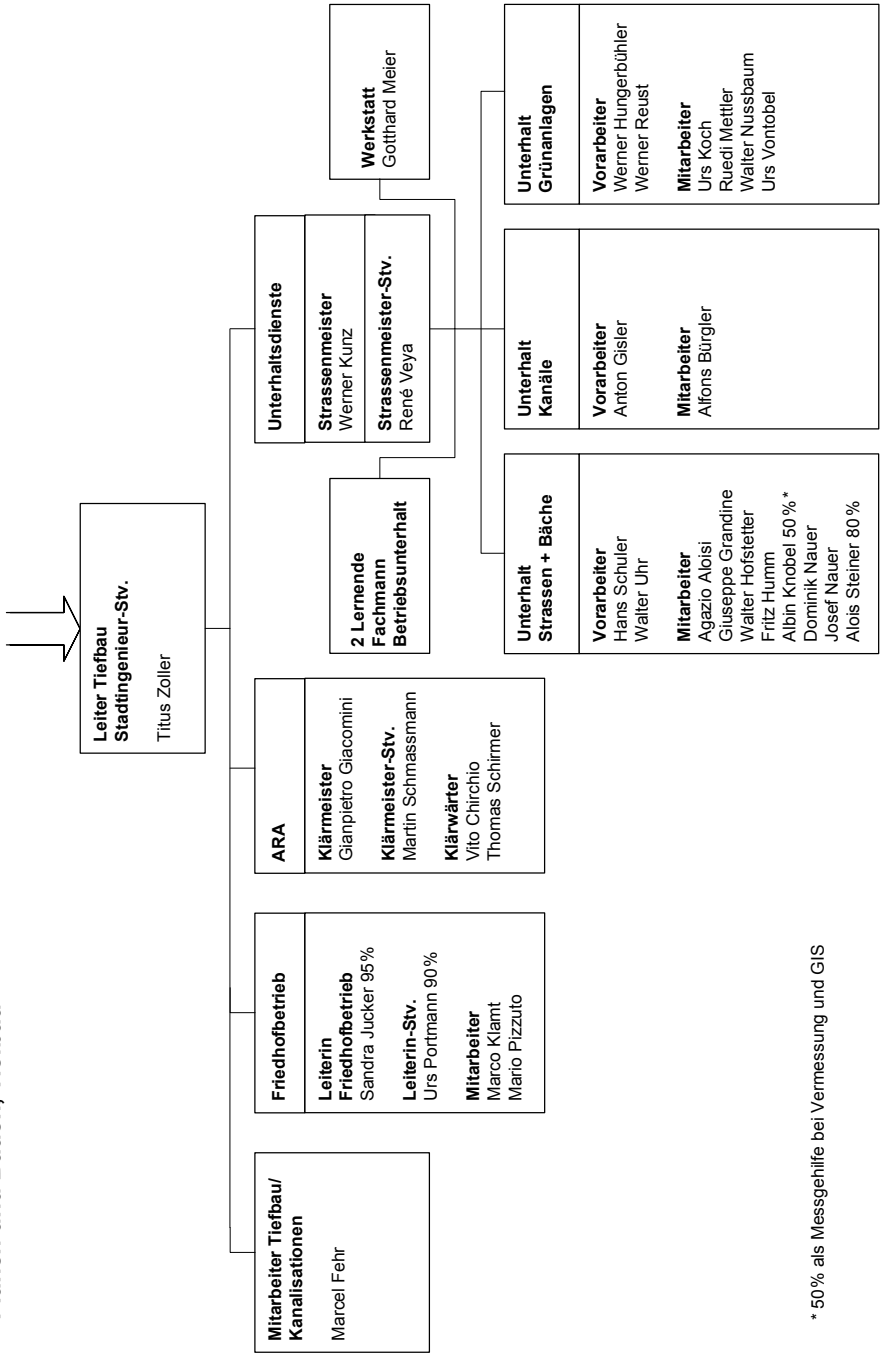 Leiter Tiefbau
Stadtingenieur-Stv.
Titus Zoller
Mitarbeiter Tiefbau/
Kanalisationen
Marcel Fehr
Friedhofbetrieb
Leiterin
Friedhofbetrieb
Sandra Jucker 95%
Leiterin-Stv.
Urs Portmann 90%
Mitarbeiter
Marco Klamt
Mario Pizzuto
ARA
Klärmeister
Gianpietro Giacomini
Klärmeister-Stv.
Martin Schmassmann
Klärwärter
Vito Chirchio
Thomas Schirmer
Unterhaltsdienste
Strassenmeister
Werner Kunz
Strassenmeister-Stv.
René Veya
2 Lernende
Fachmann
Betriebsunterhalt
Werkstatt
Gotthard Meier
Unterhalt
Strassen + Bäche
Vorarbeiter
Hans Schuler
Walter Uhr
Mitarbeiter
Agazio Aloisi
Giuseppe Grandine
Walter Hofstetter
Fritz Humm
Albin Knobel 50%*
Dominik Nauer
Josef Nauer
Alois Steiner 80%
Unterhalt
Kanäle
Vorarbeiter
Anton Gisler
Mitarbeiter
Alfons Bürgler
Unterhalt
Grünanlagen
Vorarbeiter
Werner Hungerbühler
Werner Reust
Mitarbeiter
Urs Koch
Ruedi Mettler
Walter Nussbaum
Urs Vontobel
* 50% als Messgehilfe bei Vermessung und GIS